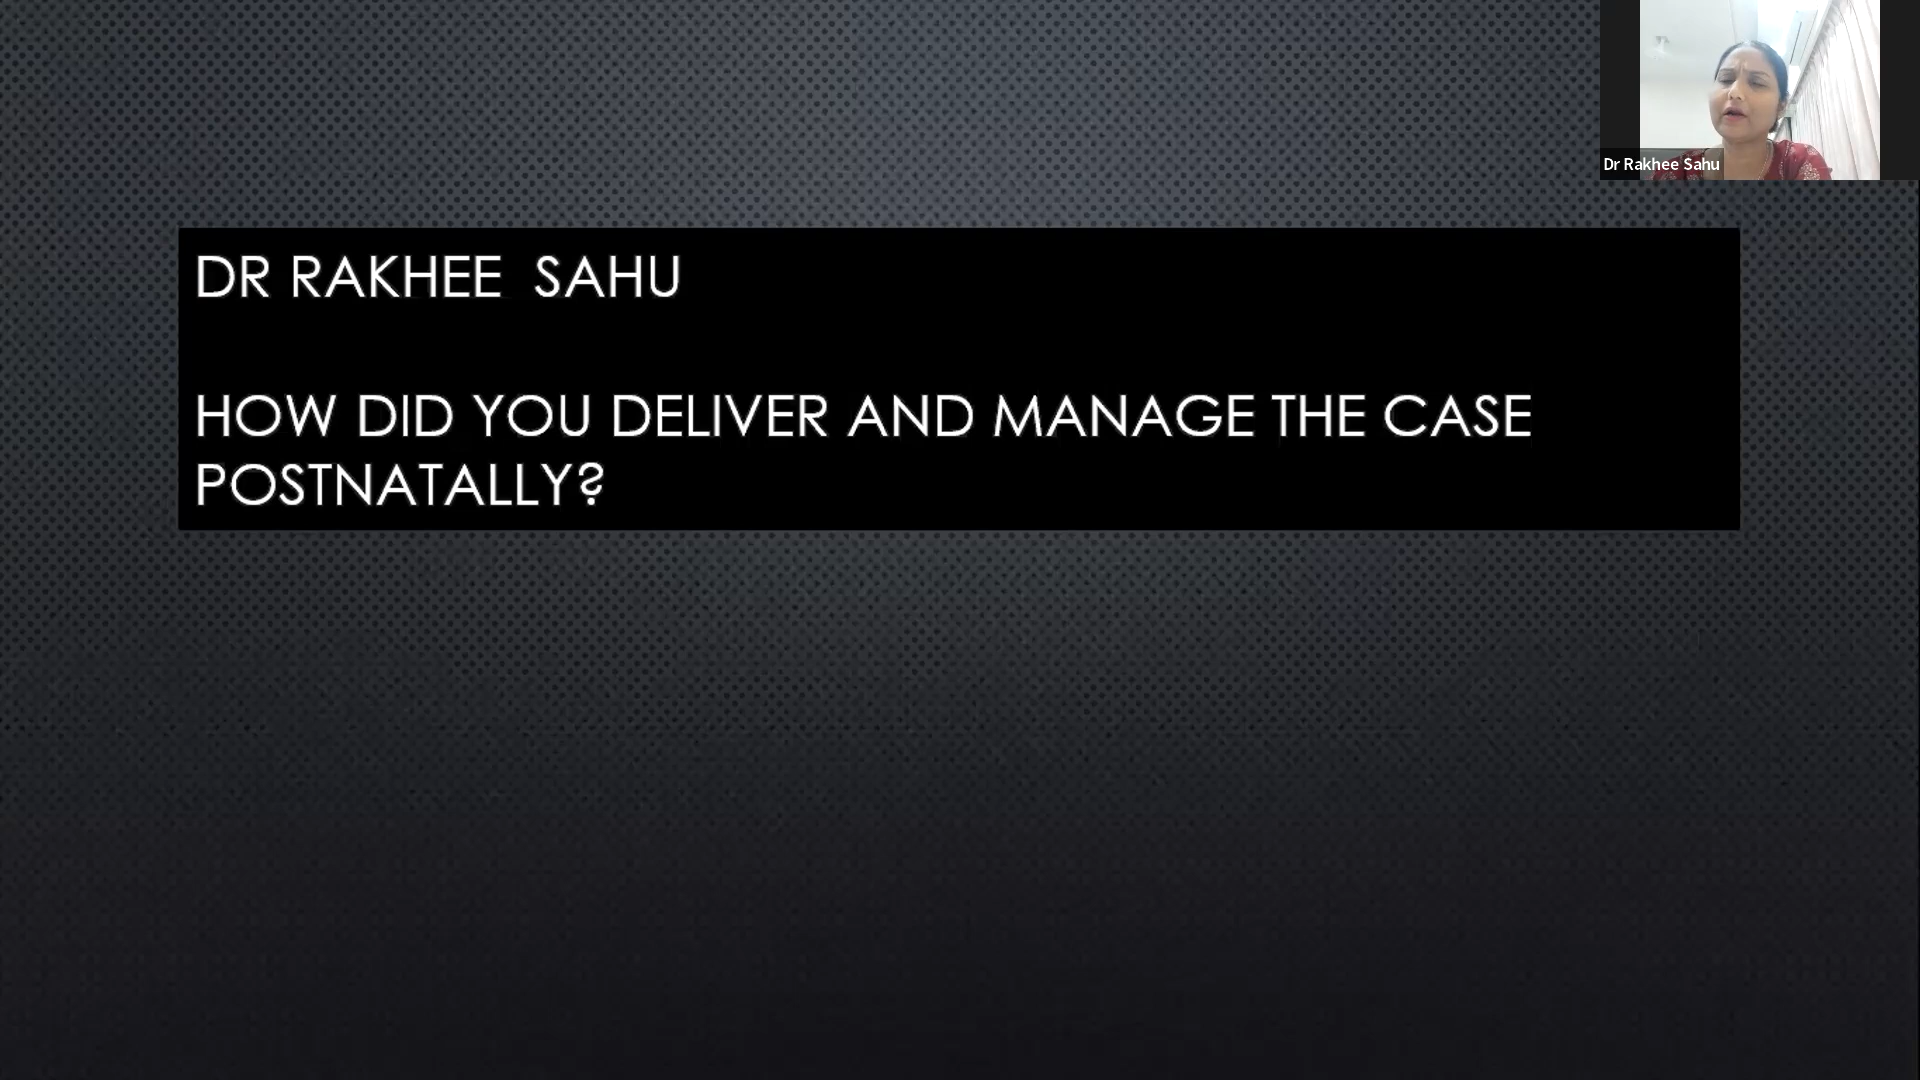 Dr Rakhee Sahu
DR RAKHEE SAHU
HOW DID YOU DELIVER AND MANAGE THE CASE
POSTNATALLY?